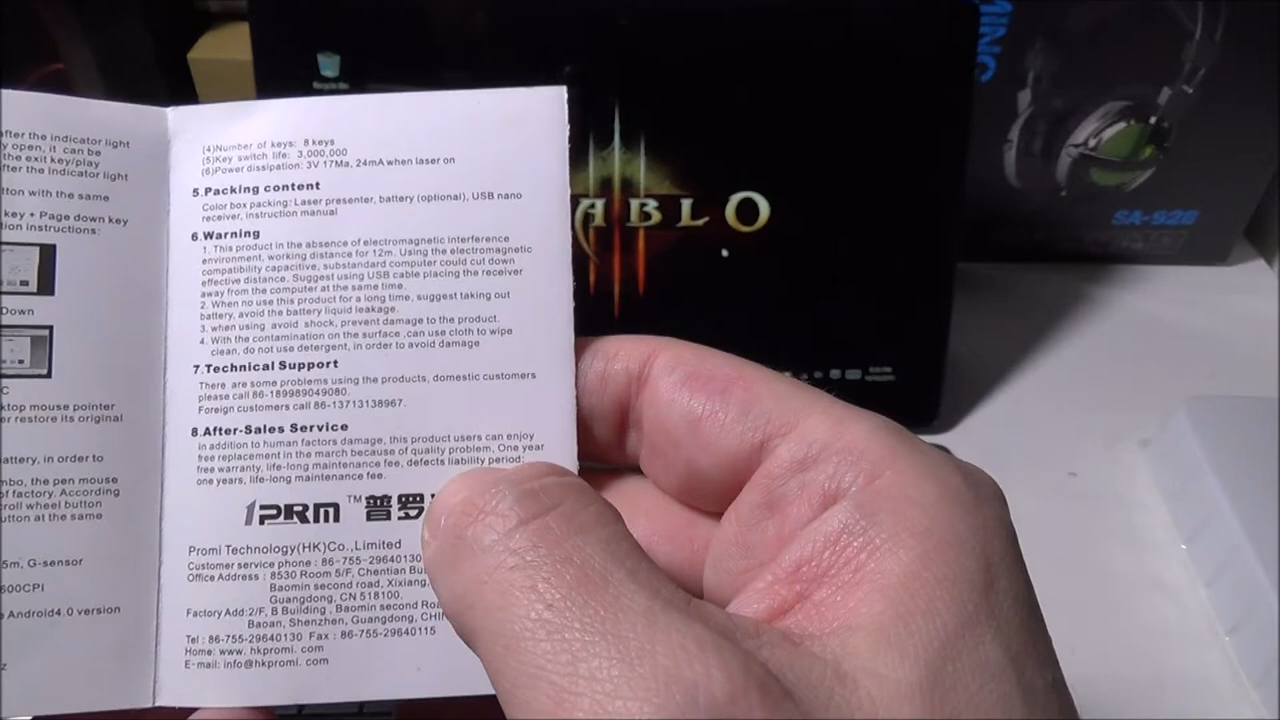 after the indicator light
y open, it can be
the exit key/play
after the indicator light
tton with the same
key + Page down key
tion instructions:
Down
C
ktop mouse pointer
er restore its original
attery, in order to
mbo, the pen mouse
of factory. According
roll wheel button
utton at the same
5m, G-sensor
600CPI
e Android4.0 version
z
(4)Number of keys: 8 keys
(5)Key switch life: 3,000,000
(6)Power dissipation: 3V 17Ma, 24mA when laser on
5.Packing content
Color box packing: Laser presenter, battery (optional), USB nano
receiver, instruction manual
6.Warning
1. This product in the absence of electromagnetic interference
environment, working distance for 12m. Using the electromagnetic
compatibility capacitive, substandard computer could cut down
effective distance. Suggest using USB cable placing the receiver
away from the computer at the same time.
2. When no use this product for a long time, suggest taking out
battery, avoid the battery liquid leakage.
3. when using avoid shock, prevent damage to the product.
4. With the contamination on the surface ,can use cloth to wipe
clean, do not use detergent, in order to avoid damage
7.Technical Support
There are some problems using the products, domestic customers
please call 86-189989049080.
Foreign customers call 86-13713138967.
8.After-Sales Service
in addition to human factors damage, this product users can enjoy
free replacement in the march because of quality problem, One year
free warranty, life-long maintenance fee, defects liability period:
one years, life-long maintenance fee.
1PRM™ 普罗
Promi Technology(HK)Co.,Limited
Customer service phone : 86-755-29640130
Office Address : 8530 Room 5/F, Chentian Bu
Baomin second road, Xixiang,
Guangdong, CN 518100.
Factory Add:2/F, B Building , Baomin second Roa
Baoan, Shenzhen, Guangdong, CHI
Tel : 86-755-29640130 Fax : 86-755-29640115
Home: www. hkpromi. com
E-mail: info@hkpromi. com
Recycle Bin
ABLO
MING
SA-928